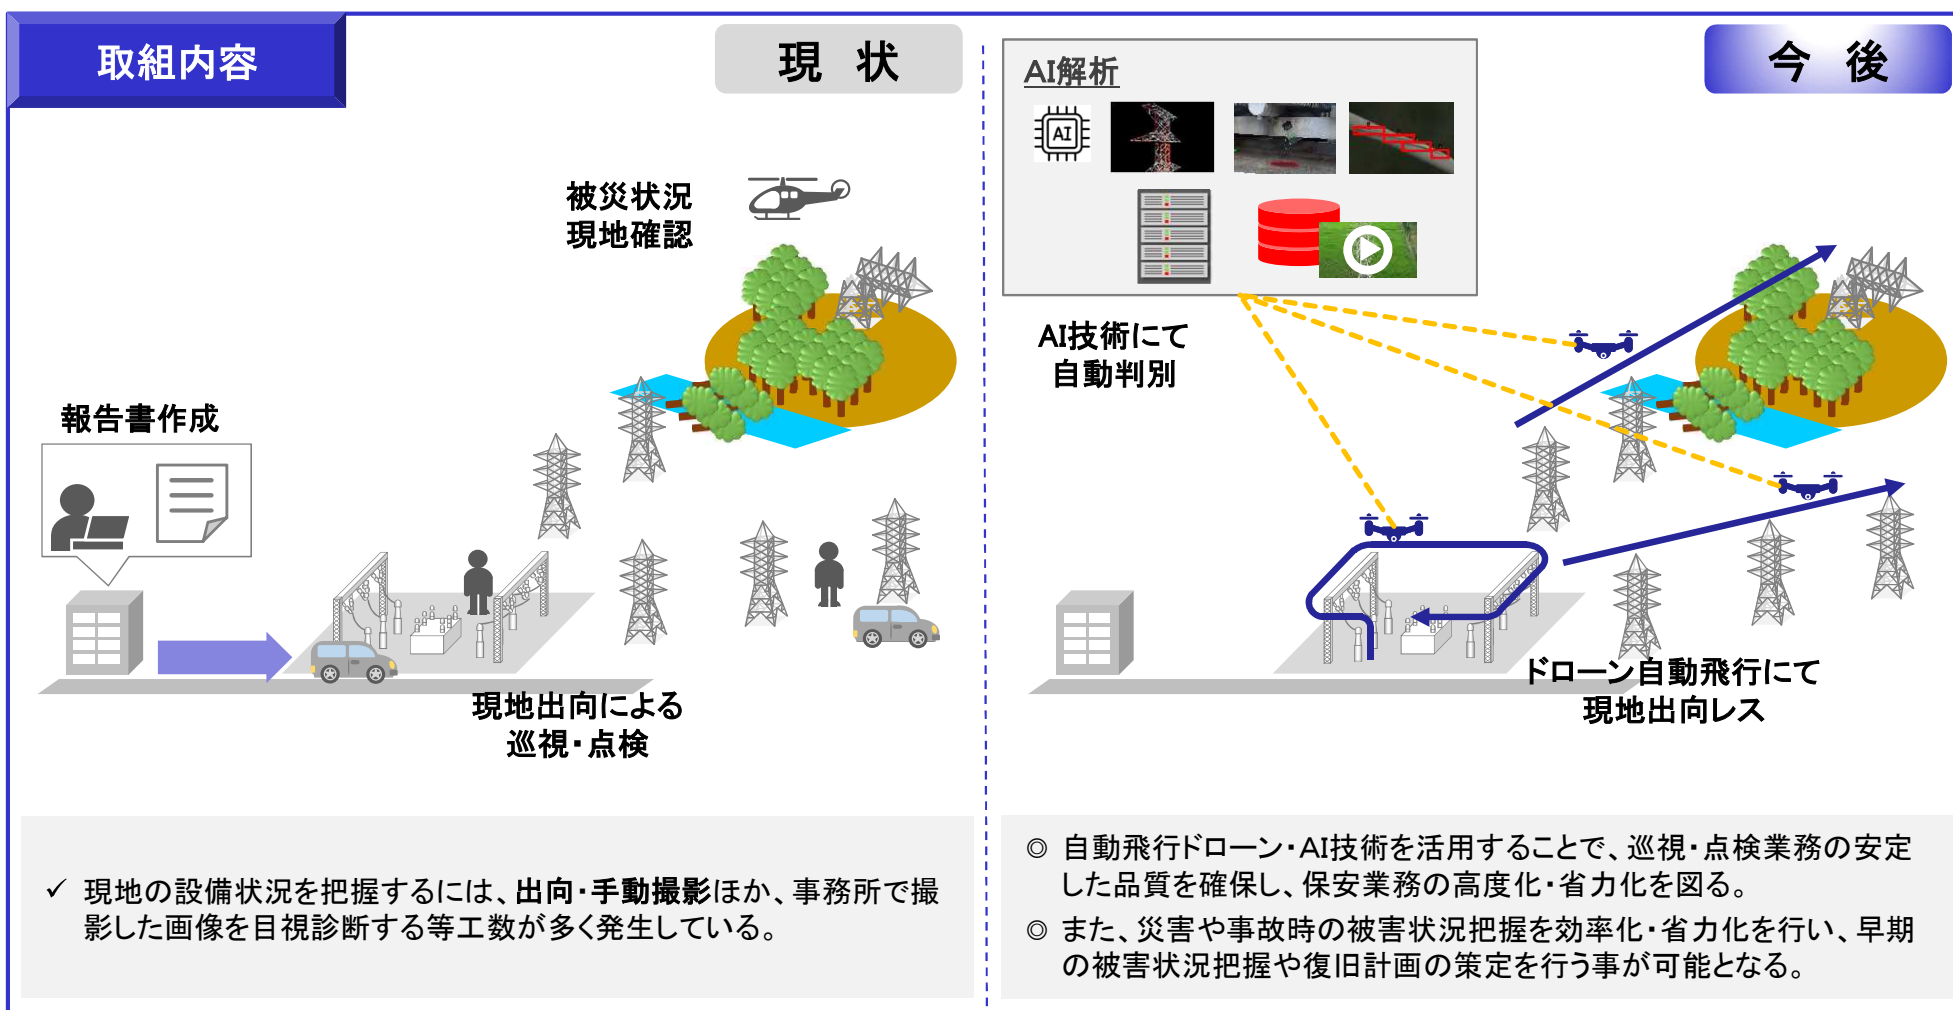 取組内容
現 状
被災状況
現地確認
報告書作成
現地出向による
巡視・点検
✓ 現地の設備状況を把握するには、出向・手動撮影ほか、事務所で撮
影した画像を目視診断する等工数が多く発生している。
今 後
AI解析
AI
AI技術にて
自動判別
ドローン自動飛行にて
現地出向レス
◎ 自動飛行ドローン・AI技術を活用することで、巡視・点検業務の安定
した品質を確保し、保安業務の高度化・省力化を図る。
◎ また、災害や事故時の被害状況把握を効率化・省力化を行い、早期
の被害状況把握や復旧計画の策定を行う事が可能となる。